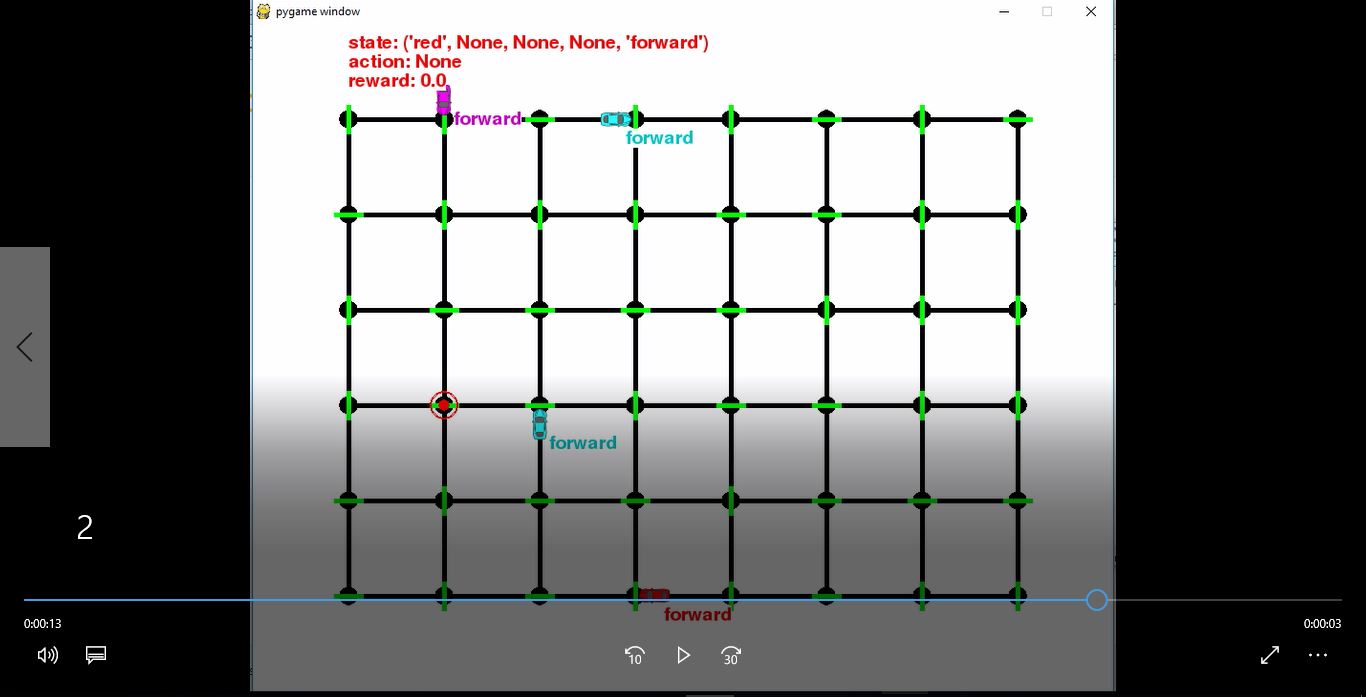 pygame window
state: ('red', None, None, None, 'forward')
action: None
reward: 0.0
forward
forward
forward
2
forward
0:00:13
0:00:03
10
30